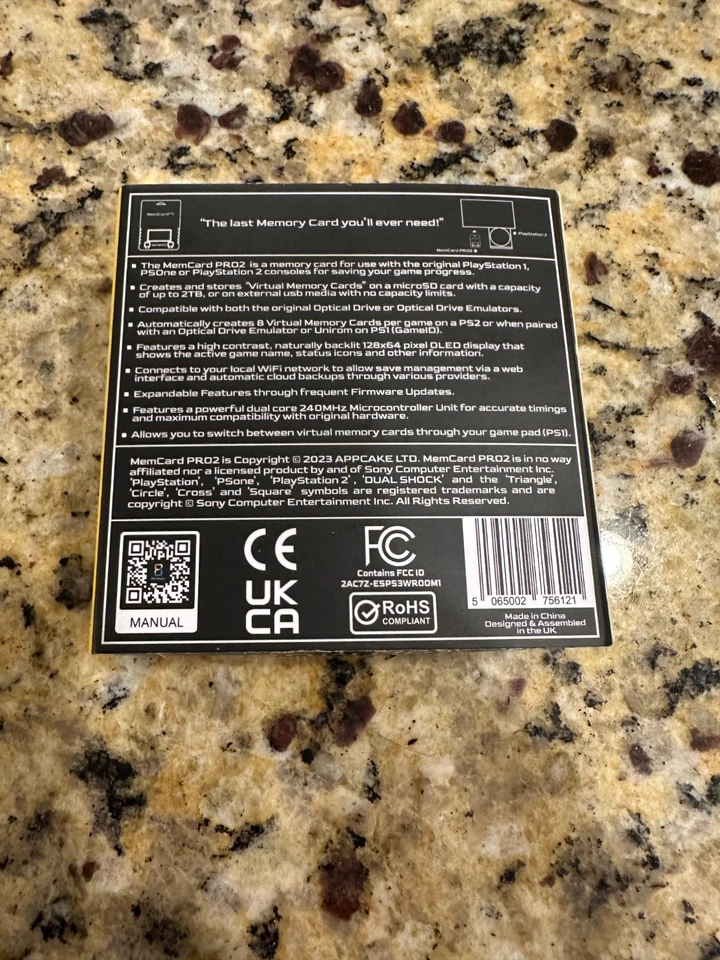 MemCard
"The last Memory Card you'll ever need!"
PlayStation 2
MemCard PRO2
The MemCard PRO2 is a memory card for use with the original PlayStation 1,
PSOne or PlayStation 2 consoles for saving your game progress.
Creates and stores "Virtual Memory Cards" on a microSD card with a capacity
of up to 2TB, or on external usb media with no capacity limits.
Compatible with both the original Optical Drive or Optical Drive Emulators.
Automatically creates 8 Virtual Memory Cards per game on a PS2 or when paired
with an Optical Drive Emulator or Unirom on PS1 (GameID).
Features a high contrast, naturally backlit 128x64 pixel OLED display that
shows the active game name, status icons and other information.
Connects to your local WiFi network to allow save management via a web
interface and automatic cloud backups through various providers.
Expandable Features through frequent Firmware Updates.
Features a powerful dual core 240MHz Microcontroller Unit for accurate timings
and maximum compatibility with original hardware.
Allows you to switch between virtual memory cards through your game pad (PS1).
MemCard PRO2 is Copyright © 2023 APPCAKE LTD. MemCard PRO2 is in no way
affiliated nor a licensed product by and of Sony Computer Entertainment Inc.
'PlayStation', 'PSone', 'PlayStation 2', 'DUAL SHOCK' and the 'Triangle',
'Circle', 'Cross' and 'Square' symbols are registered trademarks and are
copyright © Sony Computer Entertainment Inc. All Rights Reserved.
MANUAL
CE
UK
CA
FC
Contains FCC ID
2AC7Z-ESPS3WROOM1
RoHS
COMPLIANT
5 065002 756121
Made in China
Designed & Assembled
in the UK